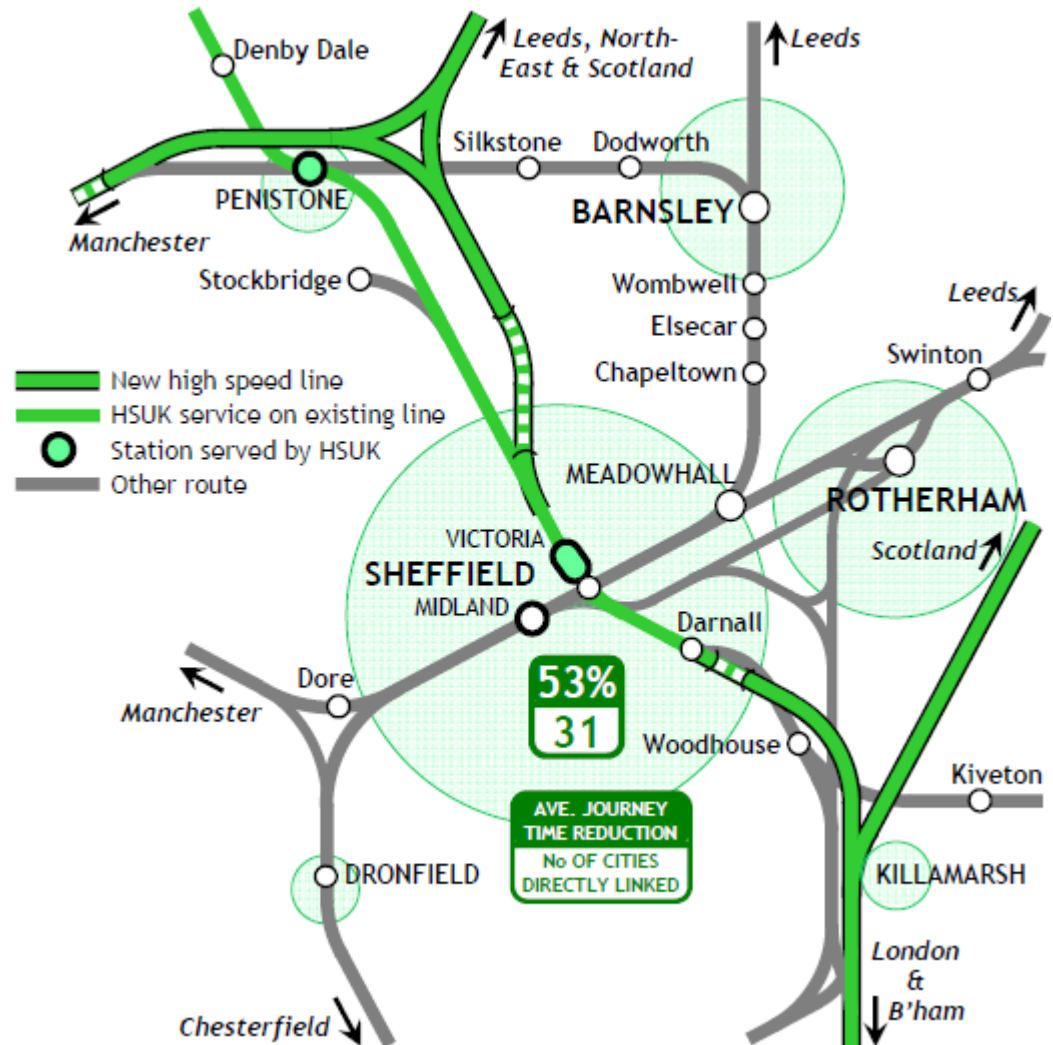 Denby Dale
Leeds, North-
East & Scotland
Leeds
Silkstone
Dodworth
PENISTONE
BARNSLEY
Manchester
Stockbridge
Wombwell
Leeds
Elsecar
Swinton
Chapeltown
New high speed line
HSUK service on existing line
Station served by HSUK
Other route
MEADOWHALL
ROTHERHAM
VICTORIA
SHEFFIELD
MIDLAND
Scotland
Darnall
53%
31
Dore
Manchester
Woodhouse
Kiveton
AVE. JOURNEY
TIME REDUCTION
No OF CITIES
DIRECTLY LINKED
DRONFIELD
KILLAMARSH
London
&
B'ham
Chesterfield